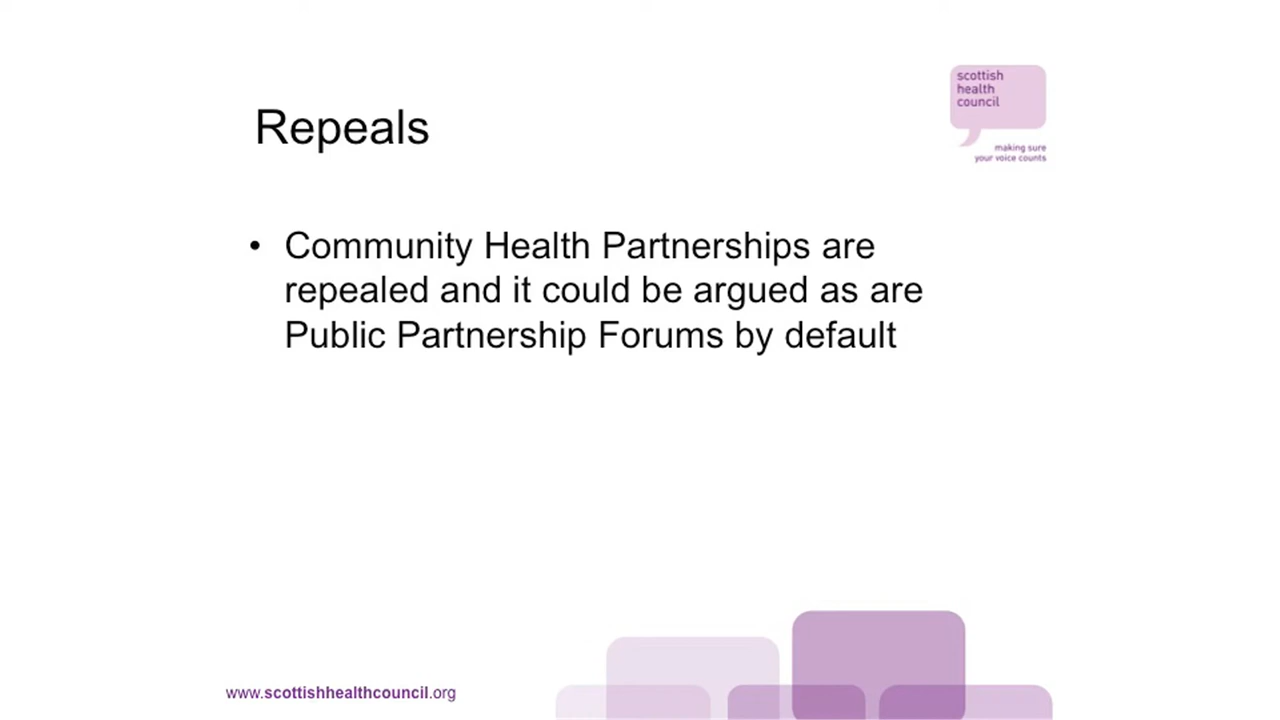 scottish
health
council
making sure
your voice counts
Repeals
• Community Health Partnerships are
repealed and it could be argued as are
Public Partnership Forums by default
www.scottishhealthcouncil.org